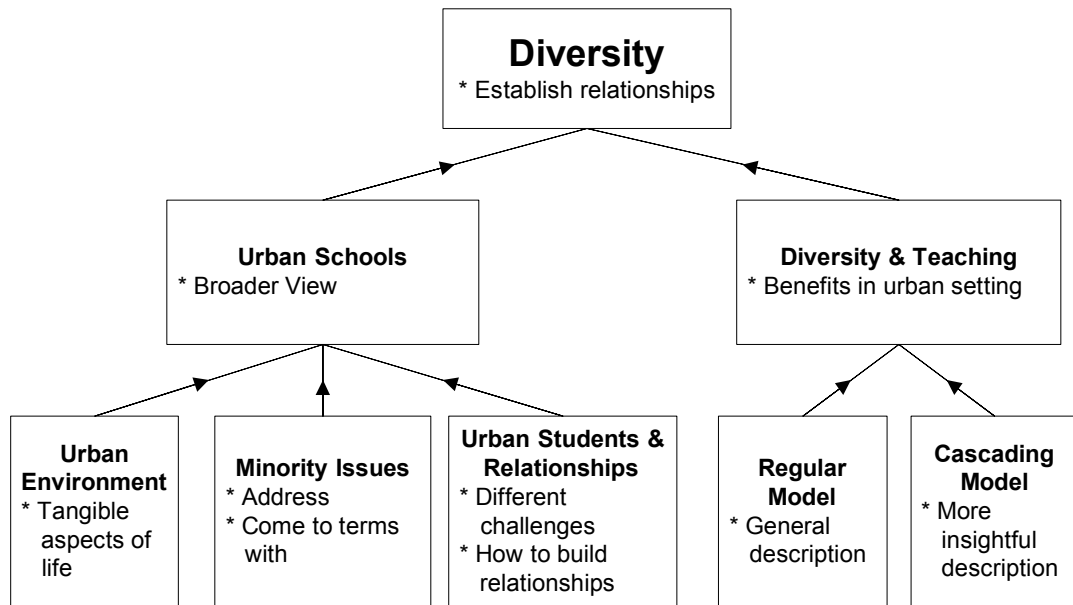 Diversity
* Establish relationships
Urban Schools
* Broader View
Diversity & Teaching
* Benefits in urban setting
Urban
Environment
* Tangible
aspects of
life
Minority Issues
* Address
* Come to terms
with
Urban Students &
Relationships
* Different
challenges
* How to build
relationships
Regular
Model
* General
description
Cascading
Model
* More
insightful
description